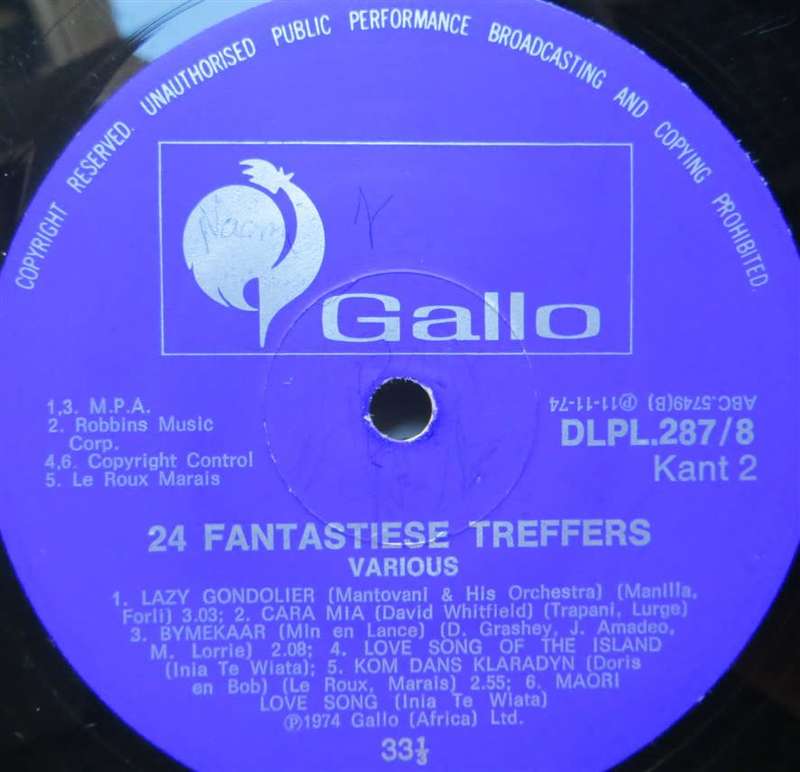 COPYRIGHT RESERVED. UNAUTHORISED PUBLIC PERFORMANCE BROADCASTING AND COPYING PROHIBITED.
Naomi
Gallo
1,3. M.P.A.
2. Robbins Music
Corp.
4,6. Copyright Control
5. Le Roux Marais
ABC.5749(B) Ⓟ11-11-74
DLPL.287/8
Kant 2
24 FANTASTIESE TREFFERS
VARIOUS
1. LAZY GONDOLIER (Mantovani & His Orchestra) (Manilla,
Forli) 3.03; 2. CARA MIA (David Whitfield) (Trapani, Lurge)
3. BYMEKAAR (Min en Lance) (D. Grashey, J. Amadeo,
M. Lorrie) 2.08; 4. LOVE SONG OF THE ISLAND
(Inia Te Wiata); 5. KOM DANS KLARADYN (Doris
en Bob) (Le Roux, Marais) 2:55; 6. MAORI
LOVE SONG (Inia Te Wiata)
Ⓟ1974 Gallo (Africa) Ltd.
33⅓